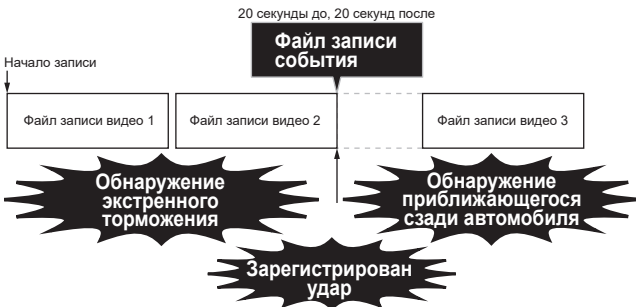 20 секунды до, 20 секунд после
Файл записи
события
Начало записи
Файл записи видео 1
Файл записи видео 2
Файл записи видео 3
Обнаружение
экстренного
торможения
Обнаружение
приближающегося
сзади автомобиля
Зарегистрирован
удар